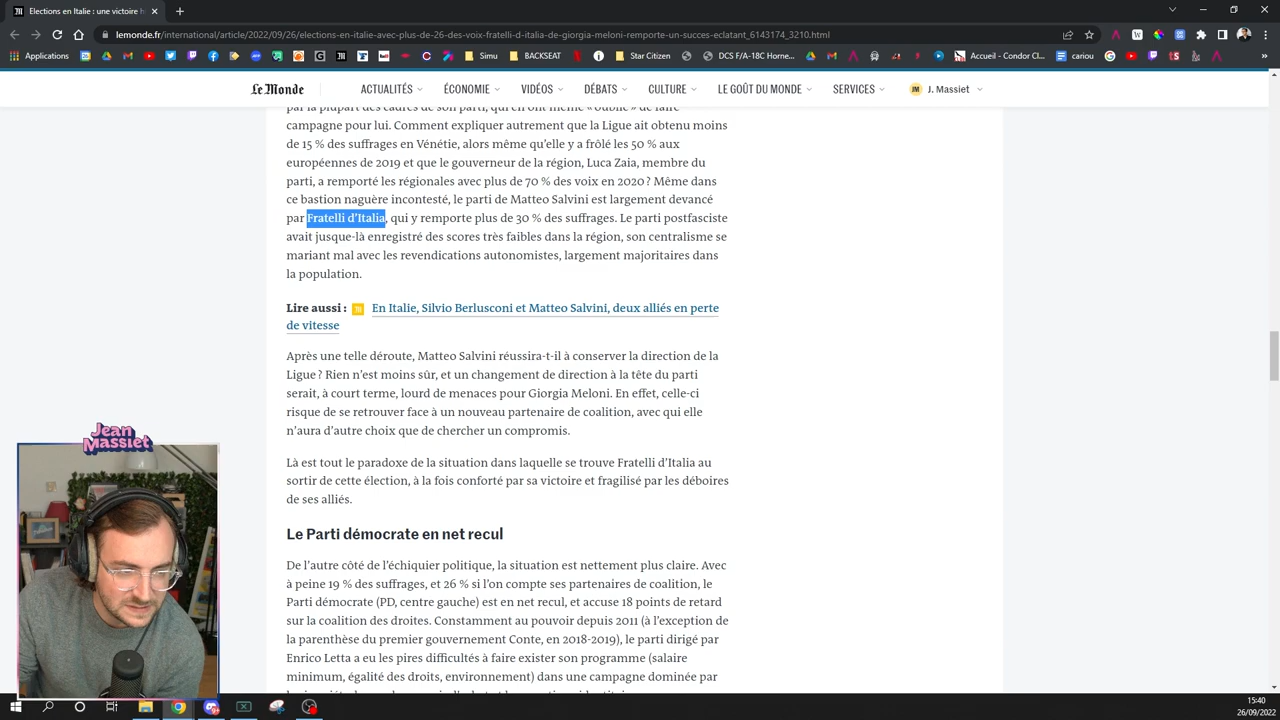 Elections en Italie : une victoire h
lemonde.fr/international/article/2022/09/26/elections-en-italie-avec-plus-de-26-des-voix-fratelli-d-italia-de-giorgia-meloni-remporte-un-succes-eclatant_6143174_3210.html
Applications
Simu
BACKSEAT
Star Citizen
DCS F/A-18C Horne...
Accueil - Condor Cl...
cariou
Le Monde
ACTUALITÉS
ÉCONOMIE
VIDÉOS
DÉBATS
CULTURE
LE GOÛT DU MONDE
SERVICES
JM
J. Massiet
par la plupart des cadres de son parti, qui en ont même « oublié » de faire
campagne pour lui. Comment expliquer autrement que la Ligue ait obtenu moins
de 15 % des suffrages en Vénétie, alors même qu’elle y a frôlé les 50 % aux
européennes de 2019 et que le gouverneur de la région, Luca Zaia, membre du
parti, a remporté les régionales avec plus de 70 % des voix en 2020 ? Même dans
ce bastion naguère incontesté, le parti de Matteo Salvini est largement devancé
par Fratelli d’Italia, qui y remporte plus de 30 % des suffrages. Le parti postfasciste
avait jusque-là enregistré des scores très faibles dans la région, son centralisme se
mariant mal avec les revendications autonomistes, largement majoritaires dans
la population.
Lire aussi : En Italie, Silvio Berlusconi et Matteo Salvini, deux alliés en perte
de vitesse
Après une telle déroute, Matteo Salvini réussira-t-il à conserver la direction de la
Ligue ? Rien n’est moins sûr, et un changement de direction à la tête du parti
serait, à court terme, lourd de menaces pour Giorgia Meloni. En effet, celle-ci
risque de se retrouver face à un nouveau partenaire de coalition, avec qui elle
n’aura d’autre choix que de chercher un compromis.
Là est tout le paradoxe de la situation dans laquelle se trouve Fratelli d’Italia au
sortir de cette élection, à la fois conforté par sa victoire et fragilisé par les déboires
de ses alliés.
Le Parti démocrate en net recul
De l’autre côté de l’échiquier politique, la situation est nettement plus claire. Avec
à peine 19 % des suffrages, et 26 % si l’on compte ses partenaires de coalition, le
Parti démocrate (PD, centre gauche) est en net recul, et accuse 18 points de retard
sur la coalition des droites. Constamment au pouvoir depuis 2011 (à l’exception de
la parenthèse du premier gouvernement Conte, en 2018-2019), le parti dirigé par
Enrico Letta a eu les pires difficultés à faire exister son programme (salaire
minimum, égalité des droits, environnement) dans une campagne dominée par
Jean
Massiet
15:40
26/09/2022